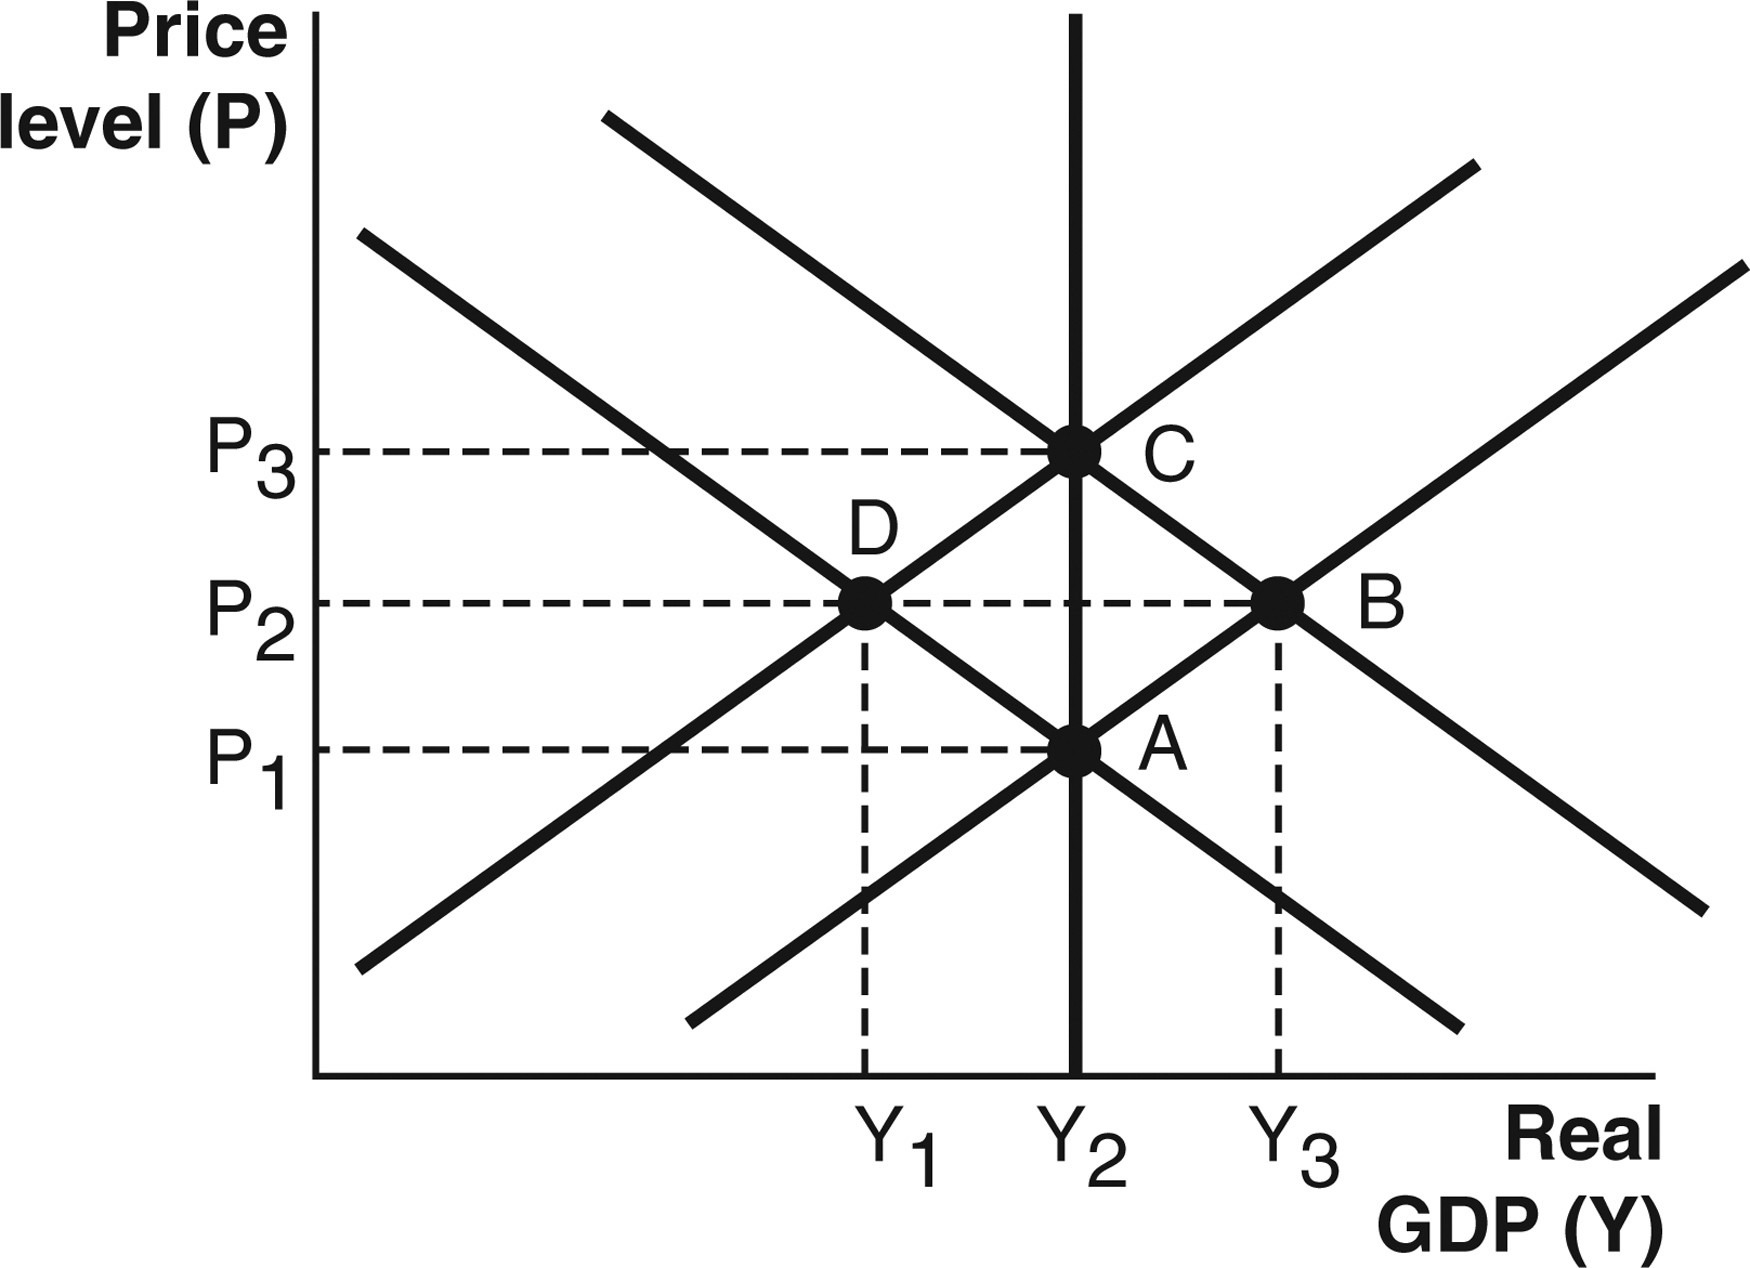 Price
level (P)
P3
C
D
P2
B
P1
A
Y1 Y2 Y3 Real
GDP (Y)